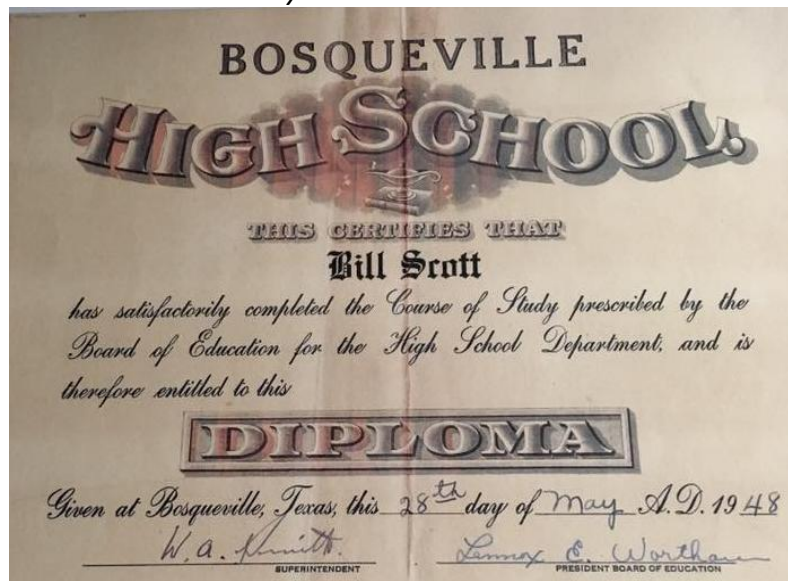 BOSQUEVILLE
HIGH SCHOOL
THIS CERTIFIES THAT
Bill Scott
has satisfactorily completed the Course of Study prescribed by the
Board of Education for the High School Department, and is
therefore entitled to this
DIPLOMA
Given at Bosqueville, Texas, this 28th day of May A.D. 1948
W. A. Lennox E. Wortham
SUPERINTENDENT PRESIDENT BOARD OF EDUCATION